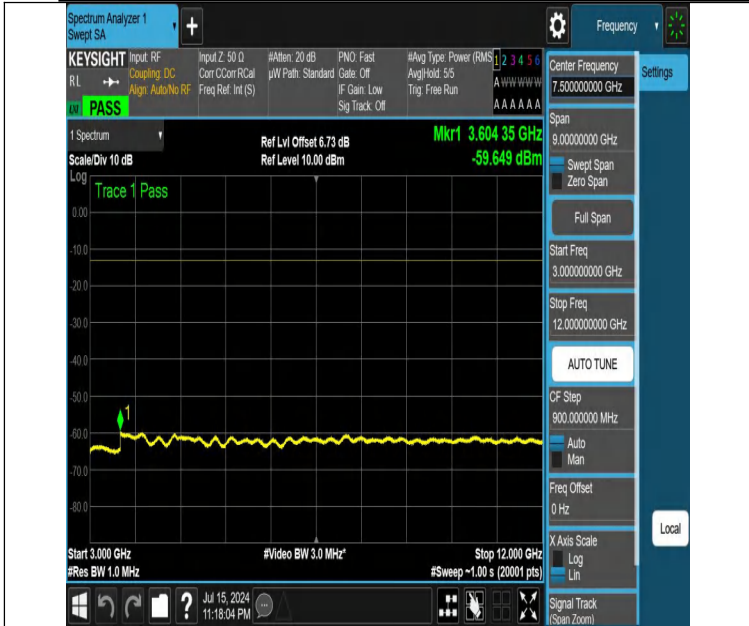 Spectrum Analyzer 1
Swept SA
+
Frequency
KEYSIGHT
RL
LXI
PASS
Input: RF
Coupling: DC
Align: Auto/No RF
Input Z: 50 Ω
Corr CCorr RCal
Freq Ref: Int (S)
#Atten: 20 dB
µW Path: Standard
PNO: Fast
Gate: Off
IF Gain: Low
Sig Track: Off
#Avg Type: Power (RMS
Avg|Hold: 5/5
Trig: Free Run
1 2 3 4 5 6
A W W W W W
A A A A A A
Center Frequency
7.500000000 GHz
Settings
1 Spectrum
Scale/Div 10 dB
Ref Lvl Offset 6.73 dB
Ref Level 10.00 dBm
Mkr1 3.604 35 GHz
-59.649 dBm
Span
9.00000000 GHz
Swept Span
Zero Span
Full Span
Start Freq
3.000000000 GHz
Stop Freq
12.000000000 GHz
AUTO TUNE
CF Step
900.000000 MHz
Auto
Man
Freq Offset
0 Hz
X Axis Scale
Log
Lin
Signal Track
(Span Zoom)
Local
Log
Trace 1 Pass
0.00
-10.0
-20.0
-30.0
-40.0
-50.0
-60.0
-70.0
-80.0
1
Start 3.000 GHz
#Res BW 1.0 MHz
#Video BW 3.0 MHz*
Stop 12.000 GHz
#Sweep ~1.00 s (20001 pts)
?
Jul 15, 2024
11:18:04 PM